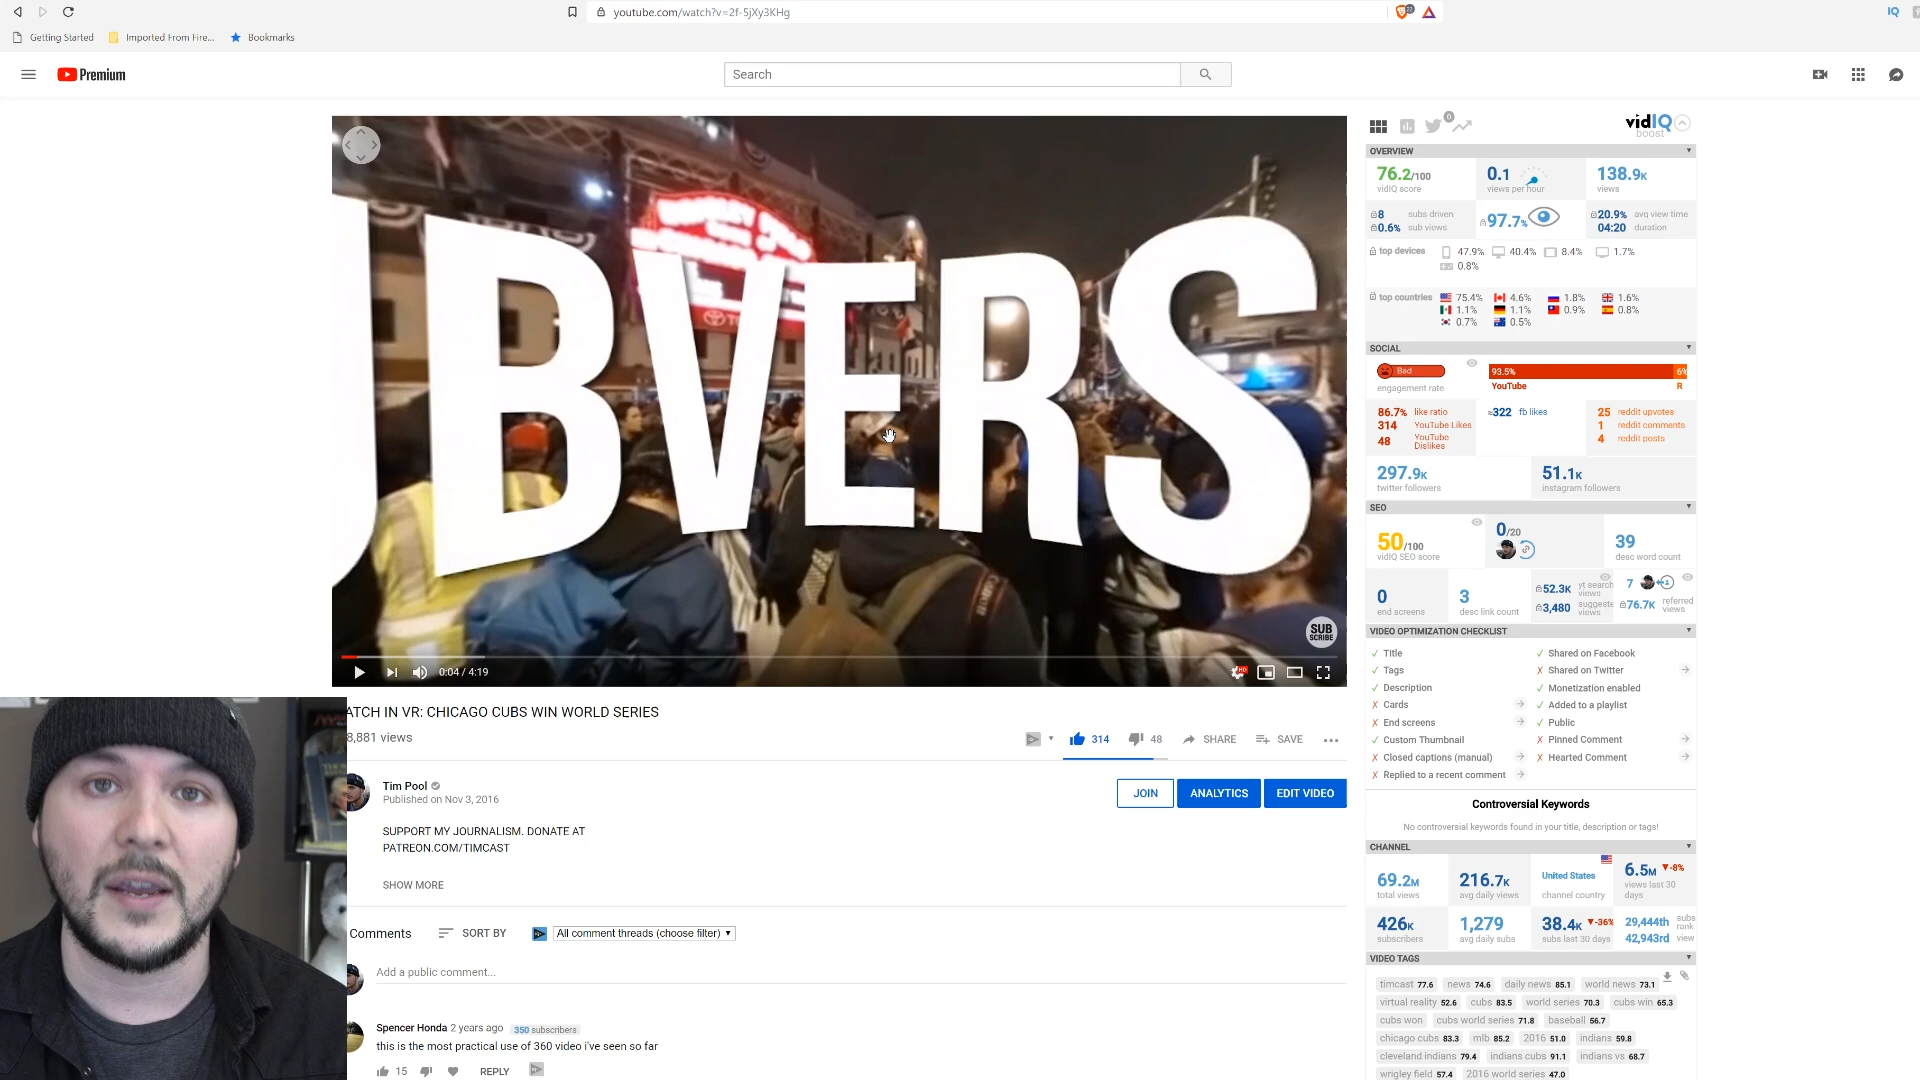 youtube.com/watch?v=2f-5jXy3KHg
IQ
Getting Started
Imported From Fire...
Bookmarks
Premium
Search
BVERS
SUB
SCRIBE
0:04 / 4:19
ATCH IN VR: CHICAGO CUBS WIN WORLD SERIES
8,881 views
314
48
SHARE
SAVE
Tim Pool
Published on Nov 3, 2016
JOIN
ANALYTICS
EDIT VIDEO
SUPPORT MY JOURNALISM. DONATE AT
PATREON.COM/TIMCAST
SHOW MORE
Comments
SORT BY
All comment threads (choose filter)
Add a public comment...
Spencer Honda 2 years ago 350 subscribers
this is the most practical use of 360 video i've seen so far
15
REPLY
0
vidIQ
boost
OVERVIEW
76.2/100
vidIQ score
0.1
views per hour
138.9K
views
8 subs driven
0.6% sub views
97.7%
20.9% avg view time
04:20 duration
top devices
47.9% 40.4% 8.4% 1.7%
0.8%
top countries
75.4% 4.6% 1.8% 1.6%
1.1% 1.1% 0.9% 0.8%
0.7% 0.5%
SOCIAL
Bad
engagement rate
93.5% 6%
YouTube R
86.7% like ratio
314 YouTube Likes
48 YouTube Dislikes
≈322 fb likes
25 reddit upvotes
1 reddit comments
4 reddit posts
297.9K
twitter followers
51.1K
instagram followers
SEO
50/100
vidIQ SEO score
0/20
39
desc word count
0
end screens
3
desc link count
52.3K yt search views
3,480 suggeste views
7
76.7K referred views
VIDEO OPTIMIZATION CHECKLIST
Title
Shared on Facebook
Tags
Shared on Twitter
Description
Monetization enabled
Cards
Added to a playlist
End screens
Public
Custom Thumbnail
Pinned Comment
Closed captions (manual)
Hearted Comment
Replied to a recent comment
Controversial Keywords
No controversial keywords found in your title, description or tags!
CHANNEL
69.2M
total views
216.7K
avg daily views
United States
channel country
6.5M -8%
views last 30 days
426K
subscribers
1,279
avg daily subs
38.4K -36%
subs last 30 days
29,444th subs rank
42,943rd view
VIDEO TAGS
timcast 77.6 news 74.6 daily news 85.1 world news 73.1
virtual reality 52.6 cubs 83.5 world series 70.3 cubs win 65.3
cubs won cubs world series 71.8 baseball 56.7
chicago cubs 83.3 mlb 85.2 2016 51.0 indians 59.8
cleveland indians 79.4 indians cubs 91.1 indians vs 68.7
wrigley field 57.4 2016 world series 47.0